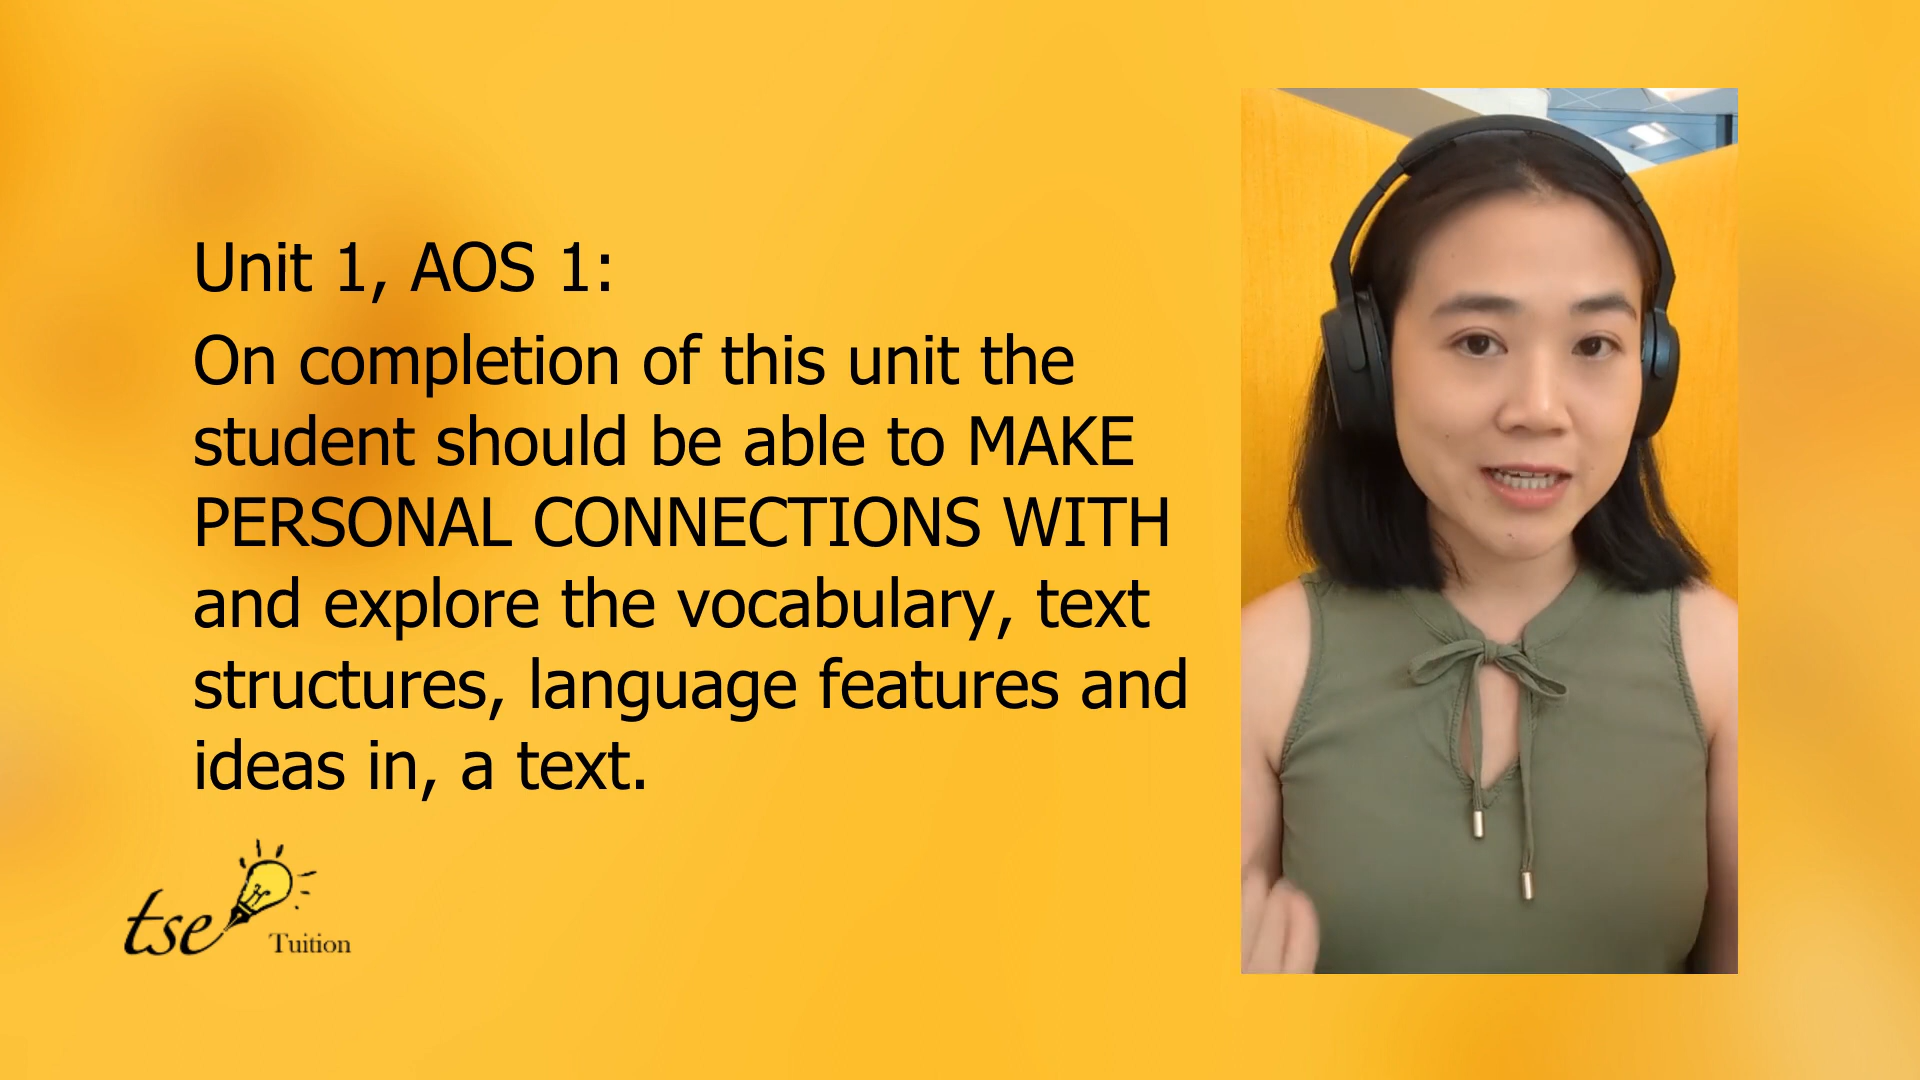 Unit 1, AOS 1:
On completion of this unit the
student should be able to MAKE
PERSONAL CONNECTIONS WITH
and explore the vocabulary, text
structures, language features and
ideas in, a text.
tse
Tuition